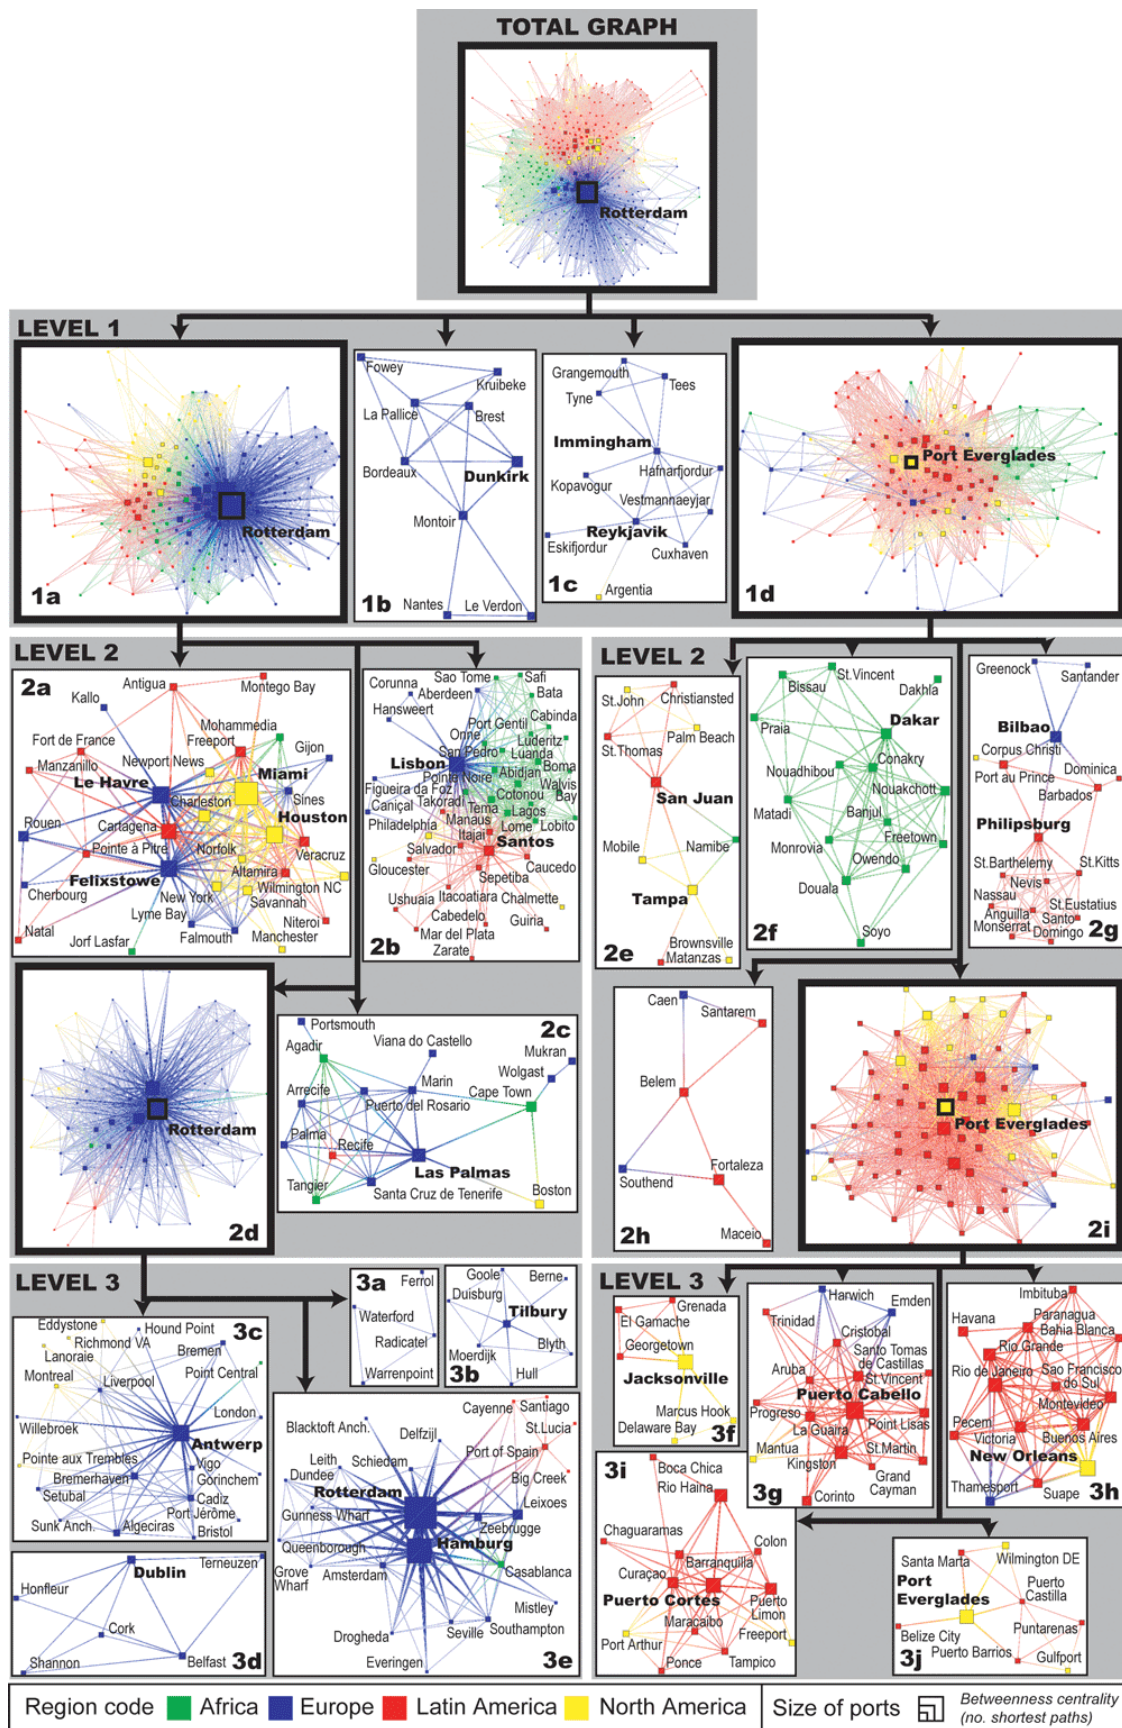 TOTAL GRAPH
Rotterdam
LEVEL 1
Rotterdam
1a
Fowey
Kruibeke
La Pallice
Brest
Bordeaux
Dunkirk
Montoir
Nantes
Le Verdon
1b
Grangemouth
Tees
Tyne
Immingham
Hafnarfjordur
Kopavogur
Vestmannaeyjar
Reykjavik
Eskifjordur
Cuxhaven
Argentia
1c
Port Everglades
1d
LEVEL 2
2a
Antigua
Montego Bay
Kallo
Mohammedia
Fort de France
Freeport
Gijon
Manzanillo
Newport News
Le Havre
Miami
Charleston
Sines
Houston
Rouen
Cartagena
Pointe à Pitre
Norfolk
Veracruz
Felixstowe
Altamira
Wilmington NC
Cherbourg
New York
Savannah
Lyme Bay
Niteroi
Natal
Falmouth
Manchester
Jorf Lasfar
Sao Tome
Safi
Corunna
Aberdeen
Bata
Hansweert
Port Gentil
Cabinda
Onne
Luderitz
San Pedro
Luanda
Lisbon
Boma
Pointe Noire
Abidjan
Walvis
Bay
Figueira da Foz
Cotonou
Caniçal
Takoradi
Tema
Lagos
Philadelphia
Manaus
Lome
Lobito
Itajai
Santos
Salvador
Gloucester
Caucedo
Sepetiba
Itacoatiara
Chalmette
Ushuaia
Cabedelo
Guiria
Mar del Plata
Zarate
2b
Rotterdam
2d
2c
Portsmouth
Viana do Castello
Agadir
Mukran
Wolgast
Arrecife
Marin
Cape Town
Puerto del Rosario
Palma
Recife
Las Palmas
Tangier
Santa Cruz de Tenerife
Boston
LEVEL 2
St.John
Christiansted
Palm Beach
St.Thomas
San Juan
Mobile
Namibe
Tampa
Brownsville
Matanzas
2e
St.Vincent
Bissau
Dakhla
Praia
Dakar
Conakry
Nouadhibou
Nouakchott
Matadi
Banjul
Freetown
Monrovia
Owendo
Douala
Soyo
2f
Greenock
Santander
Bilbao
Corpus Christi
Port au Prince
Dominica
Barbados
Philipsburg
St.Barthelemy
St.Kitts
Nevis
Nassau
St.Eustatius
Anguilla
Santo
Monserrat
Domingo
2g
Caen
Santarem
Belem
Fortaleza
Southend
Maceio
2h
Port Everglades
2i
LEVEL 3
3c
Eddystone
Hound Point
Richmond VA
Bremen
Lanoraie
Point Central
Montreal
Liverpool
London
Willebroek
Antwerp
Pointe aux Trembles
Vigo
Bremerhaven
Gorinchem
Setubal
Cadiz
Port Jérôme
Sunk Anch.
Algeciras
Bristol
Dublin
Terneuzen
Honfleur
Cork
Shannon
Belfast
3d
3a
Ferrol
Waterford
Radicatel
Warrenpoint
Goole
Berne
Duisburg
Tilbury
Moerdijk
Blyth
3b
Hull
Cayenne
Santiago
Blacktoft Anch.
Delfzijl
St.Lucia
Port of Spain
Leith
Schiedam
Dundee
Big Creek
Rotterdam
Leixoes
Gunness Wharf
Zeebrugge
Queenborough
Hamburg
Grove
Wharf
Amsterdam
Casablanca
Mistley
Drogheda
Seville
Southampton
Everingen
3e
LEVEL 3
Grenada
El Gamache
Georgetown
Jacksonville
Marcus Hook
Delaware Bay
3f
Harwich
Emden
Trinidad
Cristobal
Santo Tomas
de Castillas
Aruba
St.Vincent
Puerto Cabello
Progreso
Point Lisas
La Guaira
Mantua
St.Martin
Kingston
Grand
Cayman
Corinto
3g
Imbituba
Havana
Paranagua
Bahia Blanca
Rio Grande
Rio de Janeiro
Sao Francisco
do Sul
Montevideo
Pecem
Victoria
Buenos Aires
New Orleans
Thamesport
Suape
3h
3i
Boca Chica
Rio Haina
Chaguaramas
Colon
Barranquilla
Curaçao
Puerto Cortes
Puerto
Limon
Maracaibo
Port Arthur
Freeport
Ponce
Tampico
Santa Marta
Wilmington DE
Port
Everglades
Puerto
Castilla
Belize City
Puntarenas
Puerto Barrios
Gulfport
3j
Region code Africa Europe Latin America North America Size of ports Betweenness centrality
(no. shortest paths)